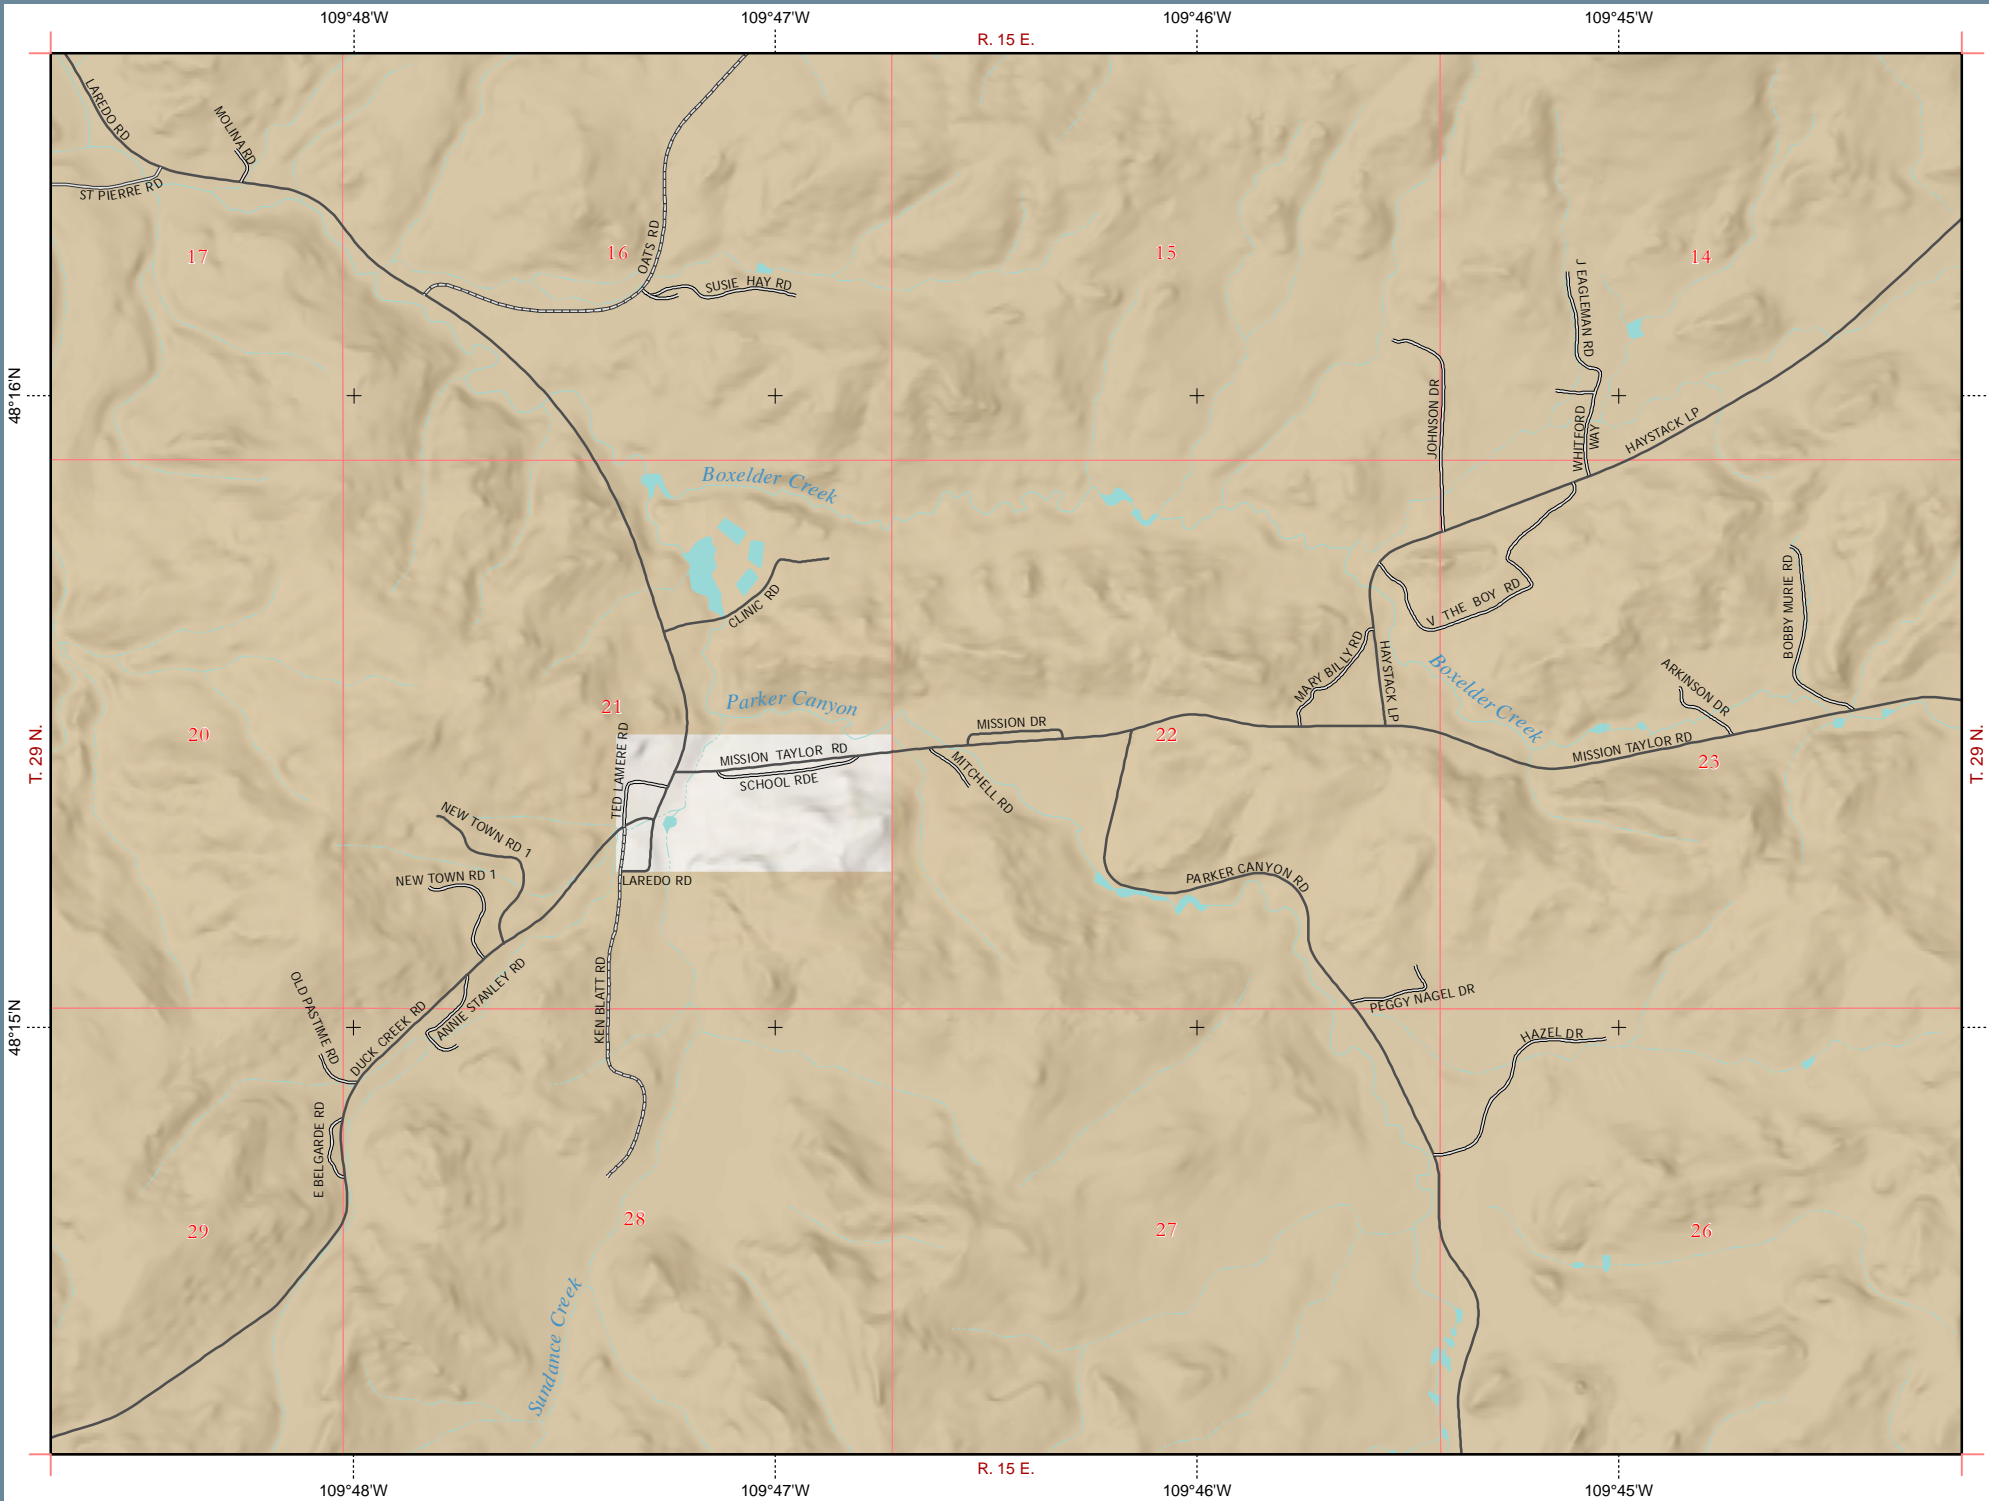 109°48'W
109°47'W
109°46'W
109°45'W
R. 15 E.
LAREDO RD
MOLINA RD
ST PIERRE RD
17
16
15
14
OATS RD
SUSIE HAY RD
J EAGLEMAN RD
48°16'N
JOHNSON DR
WHITFORD
WAY
HAYSTACK LP
Boxelder Creek
CLINIC RD
V THE BOY RD
BOBBY MURIE RD
MARY BILLY RD
HAYSTACK LP
Boxelder Creek
ARKINSON DR
Parker Canyon
21
20
22
23
T. 29 N.
T. 29 N.
TED LAMERE RD
MISSION TAYLOR RD
SCHOOL RDE
MISSION DR
MITCHELL RD
MISSION TAYLOR RD
NEW TOWN RD 1
NEW TOWN RD 1
LAREDO RD
PARKER CANYON RD
KEN BLATT RD
OLD PASTIME RD
DUCK CREEK RD
ANNIE STANLEY RD
PEGGY NAGEL DR
HAZEL DR
48°15'N
E BELGARDE RD
29
28
27
26
Sundance Creek
R. 15 E.
109°48'W
109°47'W
109°46'W
109°45'W